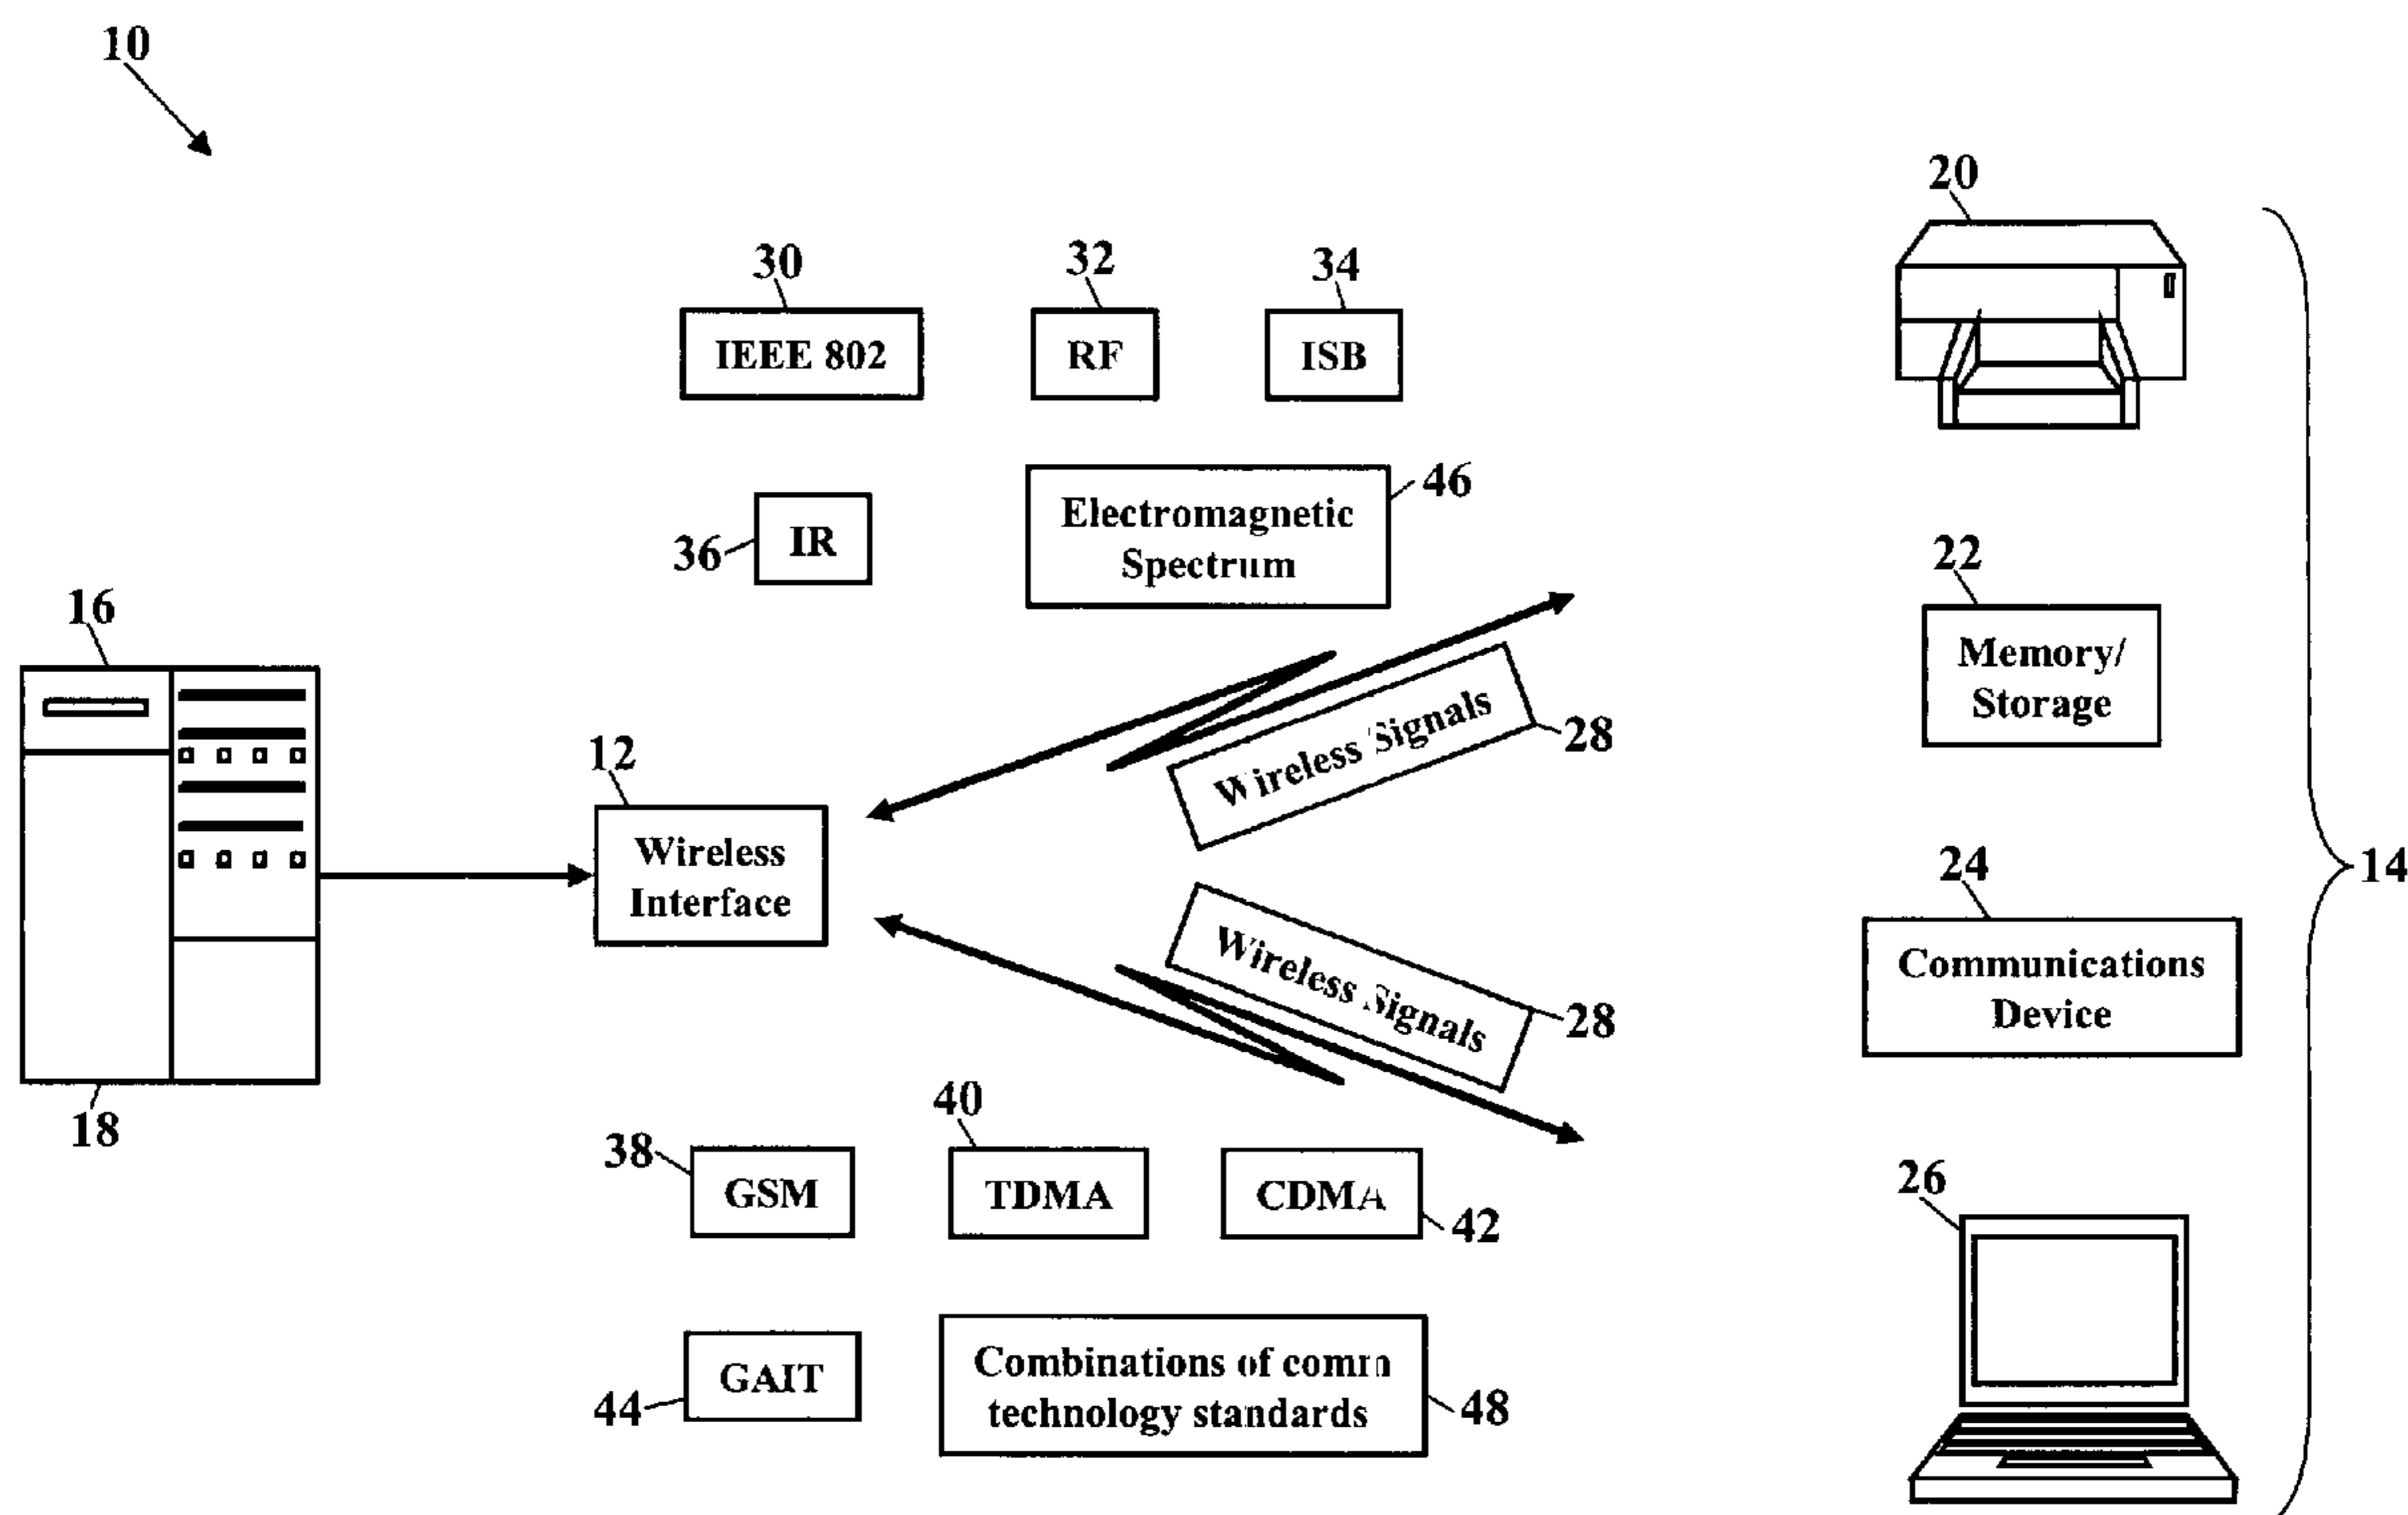 10
20
30
32
34
IEEE 802
RF
ISB
46
Electromagnetic
Spectrum
36
IR
22
Memory/
Storage
16
12
Wireless
Interface
Wireless Signals
28
24
14
Communications
Device
Wireless Signals
28
18
40
38
GSM
TDMA
CDMA
42
26
44
GAIT
Combinations of comm
technology standards
48